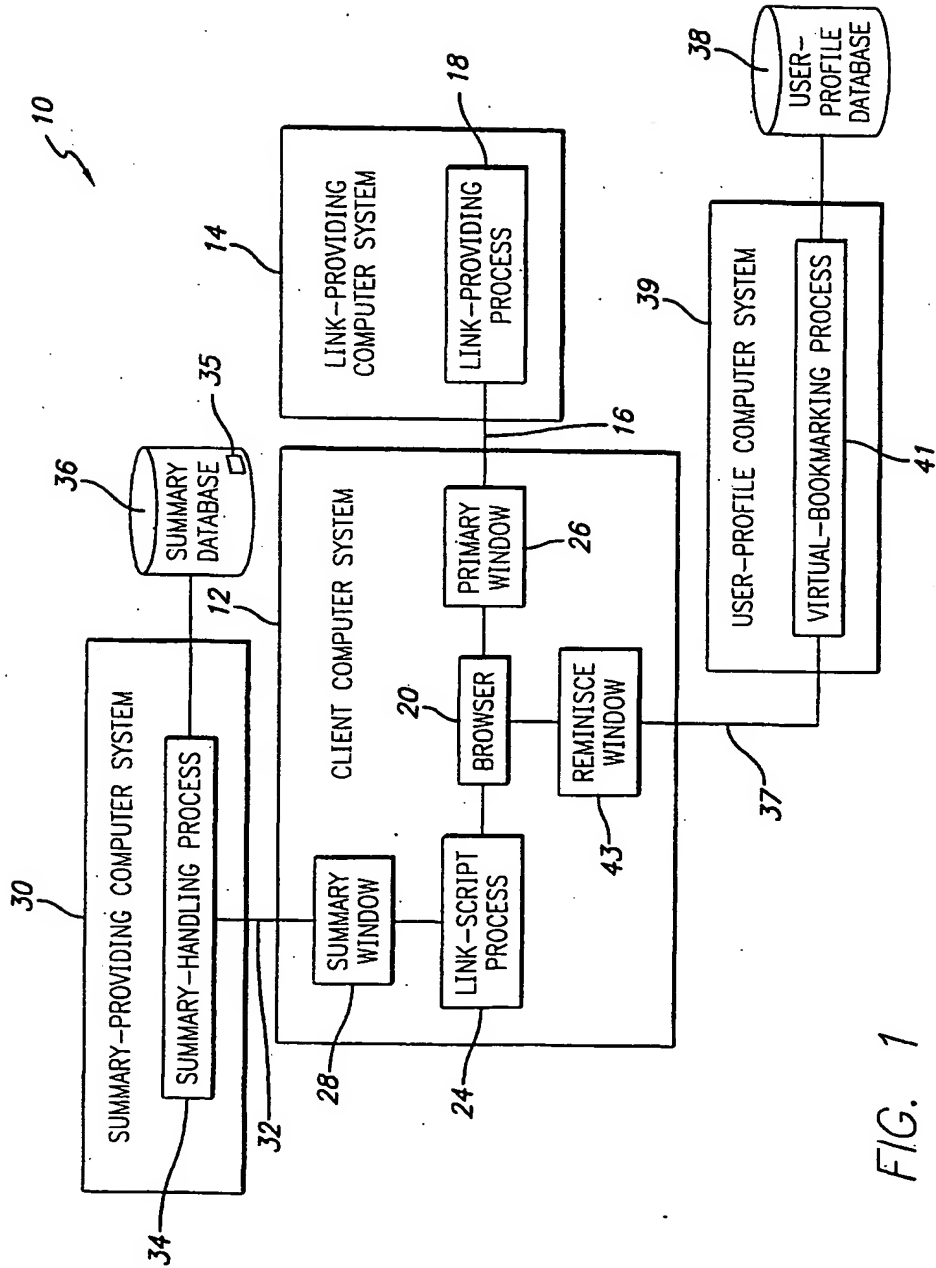 10
30
SUMMARY-PROVIDING COMPUTER SYSTEM
34
SUMMARY-HANDLING PROCESS
36
SUMMARY
DATABASE
35
32
12
CLIENT COMPUTER SYSTEM
28
SUMMARY
WINDOW
24
LINK-SCRIPT
PROCESS
20
BROWSER
26
PRIMARY
WINDOW
43
REMINISCE
WINDOW
14
LINK-PROVIDING
COMPUTER SYSTEM
18
LINK-PROVIDING
PROCESS
16
37
39
USER-PROFILE COMPUTER SYSTEM
VIRTUAL-BOOKMARKING PROCESS
41
38
USER-
PROFILE
DATABASE
FIG. 1